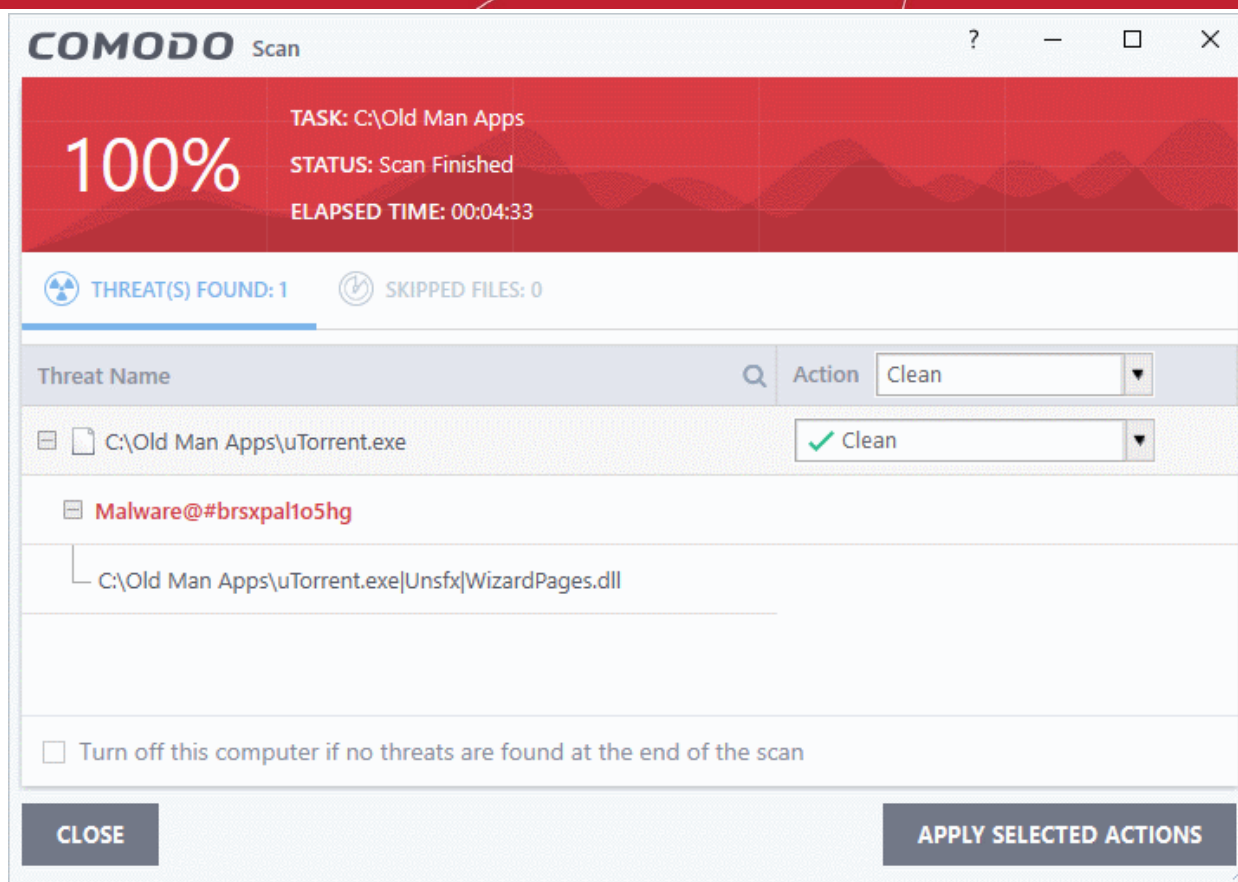 COMODO Scan ?
100%
TASK: C:\Old Man Apps
STATUS: Scan Finished
ELAPSED TIME: 00:04:33
THREAT(S) FOUND: 1 SKIPPED FILES: 0
Threat Name Action Clean
C:\Old Man Apps\uTorrent.exe Clean
Malware@#brsxpal1o5hg
C:\Old Man Apps\uTorrent.exe|Unsfx|WizardPages.dll
Turn off this computer if no threats are found at the end of the scan
CLOSE APPLY SELECTED ACTIONS